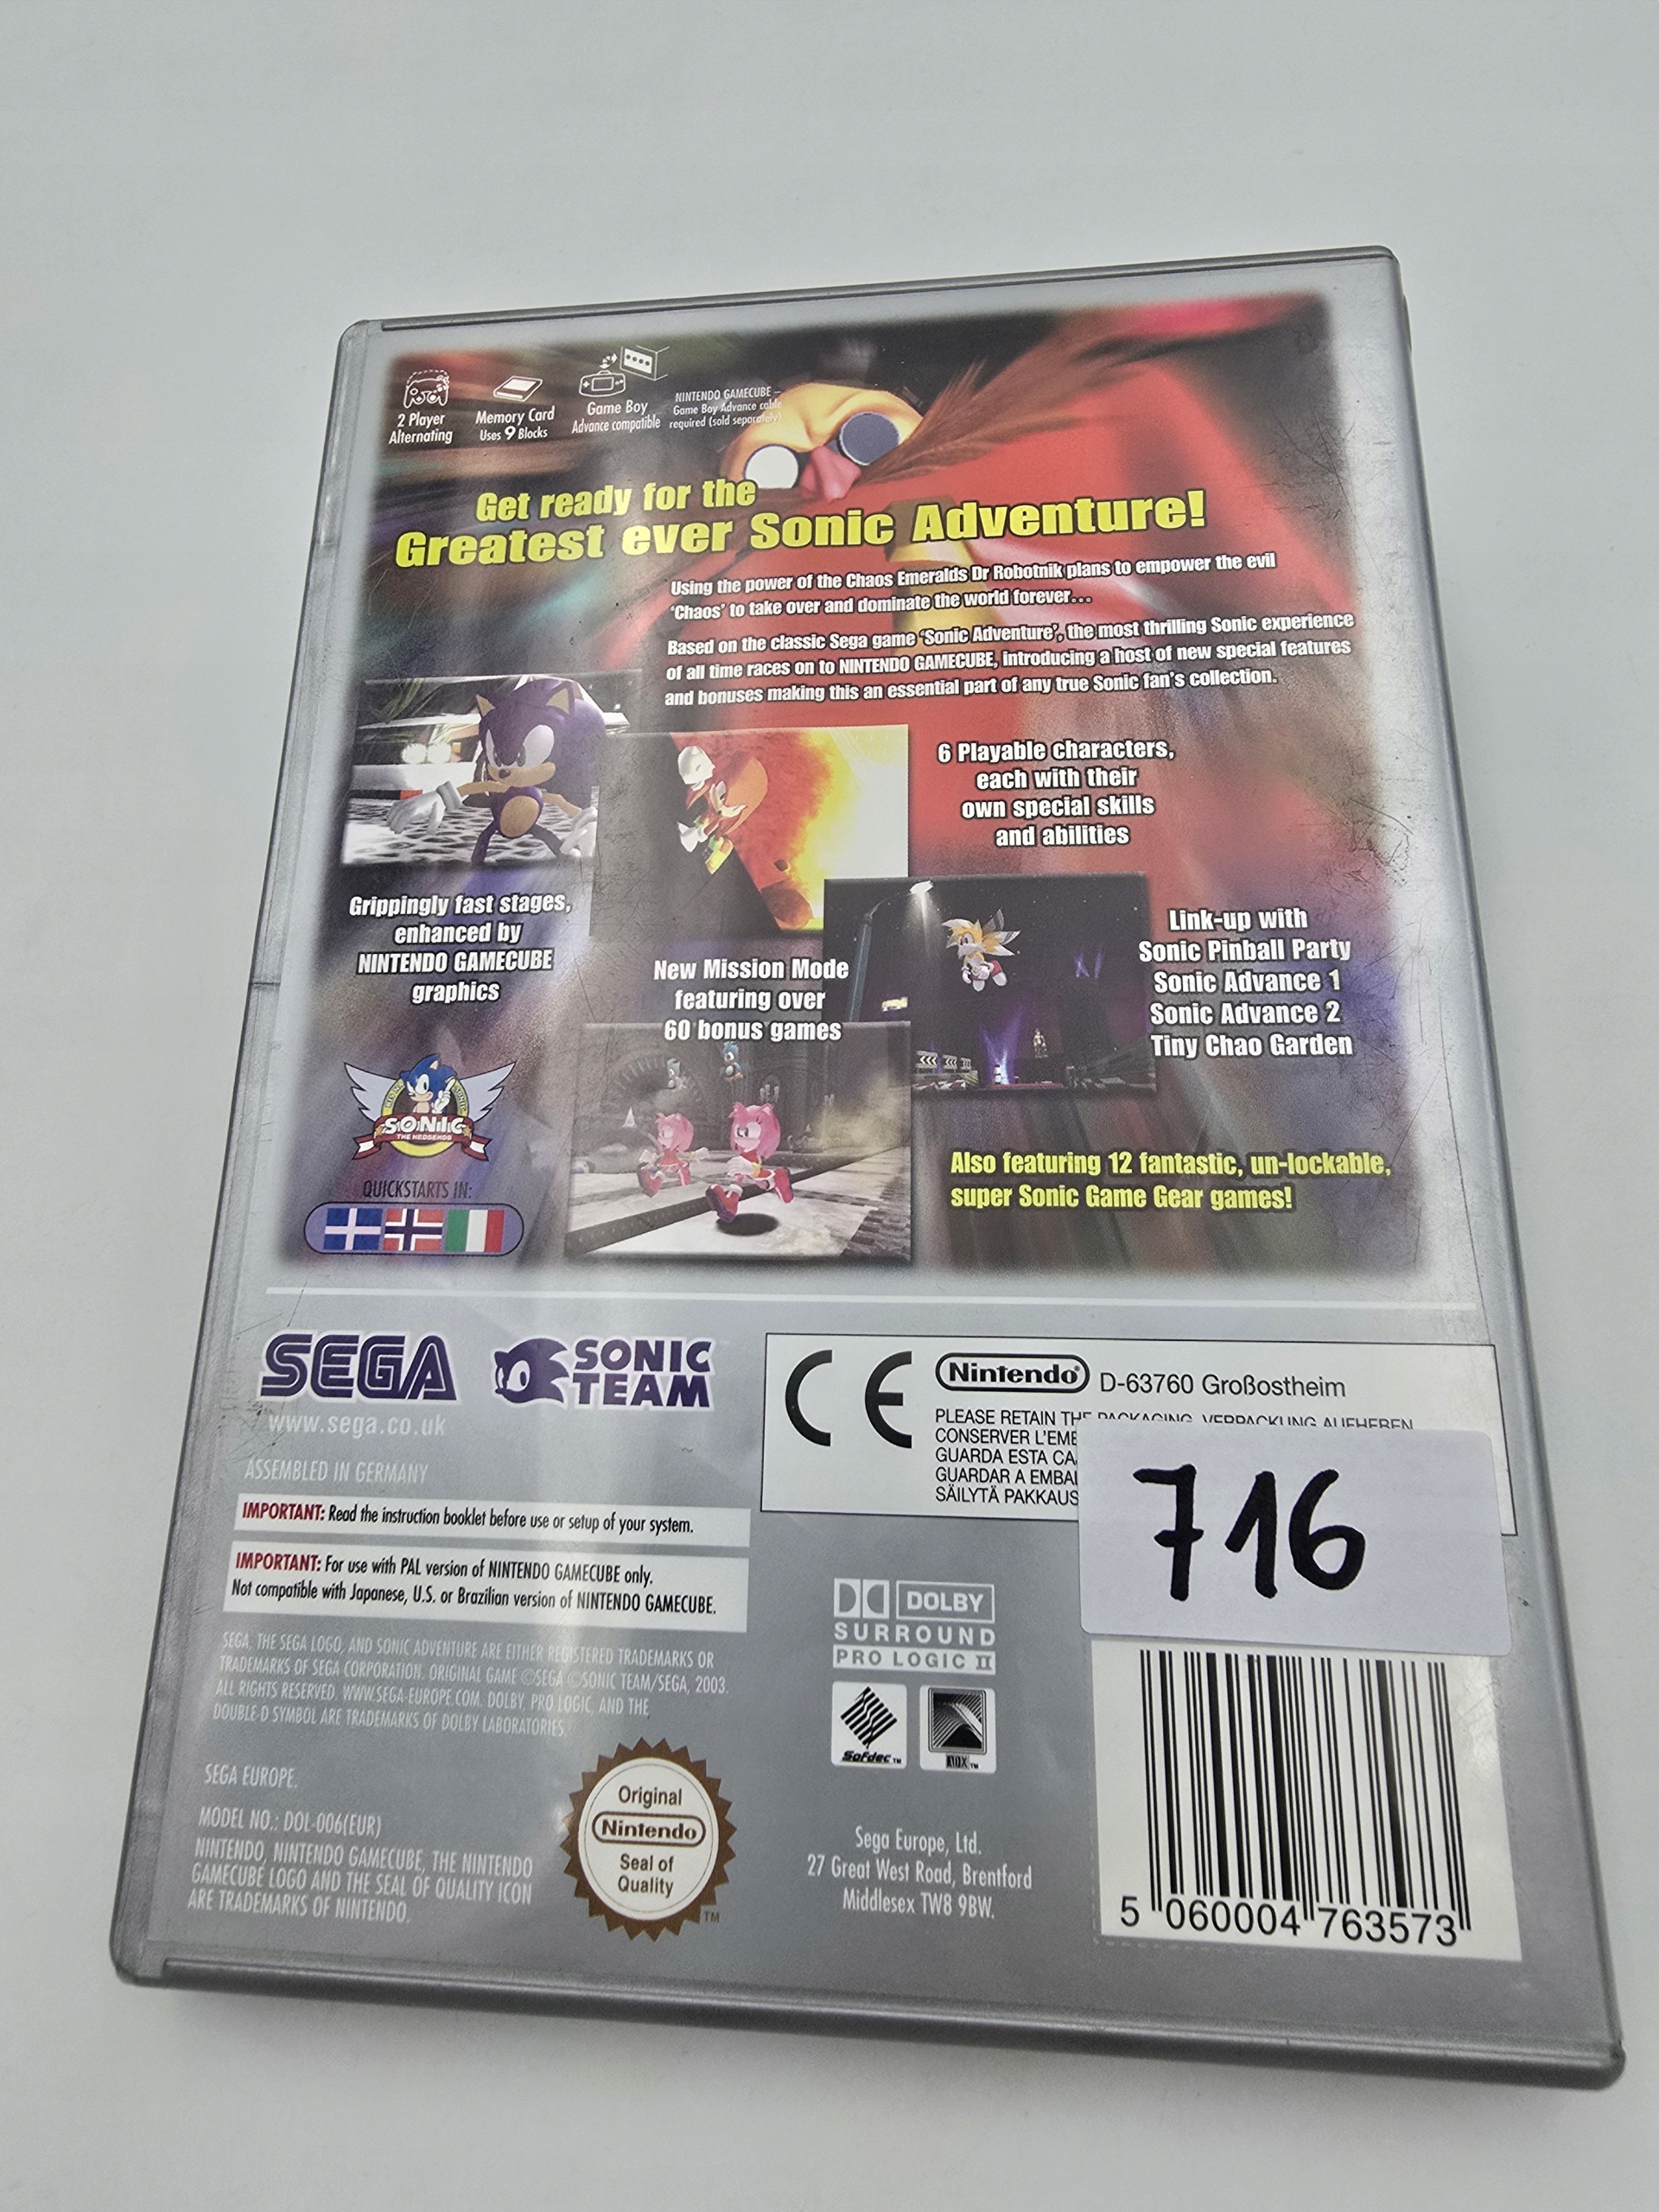 2 Player
Alternating
Memory Card
Uses 9 Blocks
Game Boy
Advance compatible
NINTENDO GAMECUBE –
Game Boy Advance cable
required (sold separately)
Get ready for the
Greatest ever Sonic Adventure!
Using the power of the Chaos Emeralds Dr Robotnik plans to empower the evil
'Chaos' to take over and dominate the world forever...
Based on the classic Sega game 'Sonic Adventure', the most thrilling Sonic experience
of all time races on to NINTENDO GAMECUBE, introducing a host of new special features
and bonuses making this an essential part of any true Sonic fan's collection.
6 Playable characters,
each with their
own special skills
and abilities
Grippingly fast stages,
enhanced by
NINTENDO GAMECUBE
graphics
New Mission Mode
featuring over
60 bonus games
Link-up with
Sonic Pinball Party
Sonic Advance 1
Sonic Advance 2
Tiny Chao Garden
SONIC
THE HEDGEHOG
QUICKSTARTS IN:
Also featuring 12 fantastic, un-lockable,
super Sonic Game Gear games!
SEGA
SONIC
TEAM
www.sega.co.uk
ASSEMBLED IN GERMANY
CE
Nintendo® D-63760 Großostheim
PLEASE RETAIN THE PACKAGING, VERPACKUNG AUFHEBEN
CONSERVER L'EM
GUARDA ESTA CA
GUARDAR A EMBA
SÄILYTÄ PAKKAUS
716
IMPORTANT: Read the instruction booklet before use or setup of your system.
IMPORTANT: For use with PAL version of NINTENDO GAMECUBE only.
Not compatible with Japanese, U.S. or Brazilian version of NINTENDO GAMECUBE.
SEGA, THE SEGA LOGO, AND SONIC ADVENTURE ARE EITHER REGISTERED TRADEMARKS OR
TRADEMARKS OF SEGA CORPORATION. ORIGINAL GAME ©SEGA ©SONIC TEAM/SEGA, 2003.
ALL RIGHTS RESERVED. WWW.SEGA-EUROPE.COM. DOLBY, PRO LOGIC, AND THE
DOUBLE-D SYMBOL ARE TRADEMARKS OF DOLBY LABORATORIES.
DOLBY
SURROUND
PRO LOGIC II
Sofdec™
ADX™
SEGA EUROPE.
MODEL NO.: DOL-006(EUR)
NINTENDO, NINTENDO GAMECUBE, THE NINTENDO
GAMECUBE LOGO AND THE SEAL OF QUALITY ICON
ARE TRADEMARKS OF NINTENDO.
Original
Nintendo
Seal of
Quality
TM
Sega Europe, Ltd.
27 Great West Road, Brentford
Middlesex TW8 9BW.
5 060004 763573